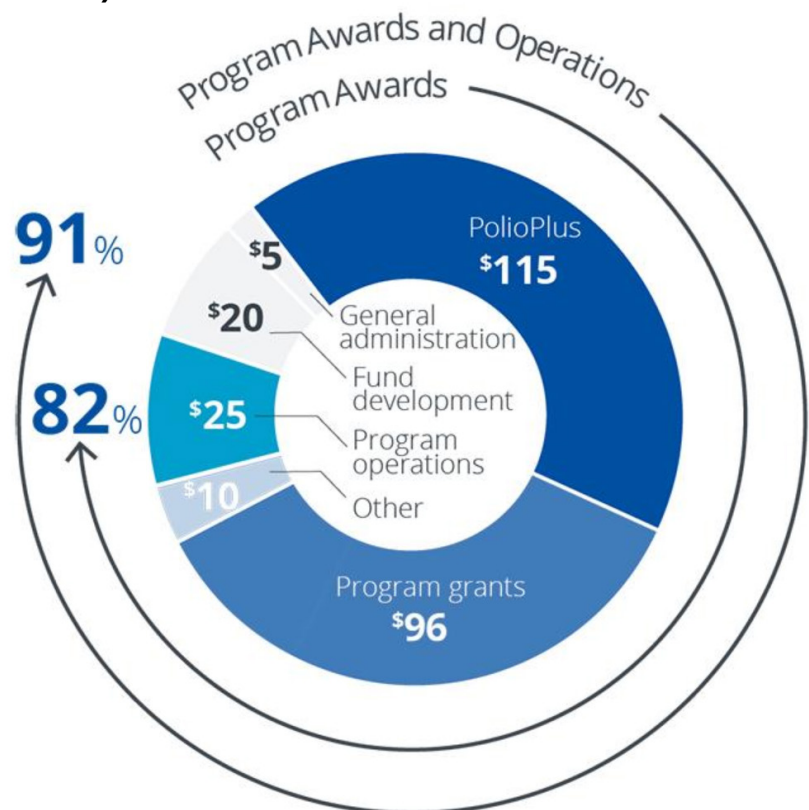 Program Awards and Operations
Program Awards
91%
82%
PolioPlus
$115
$5
$20
$25
$10
General
administration
Fund
development
Program
operations
Other
Program grants
$96